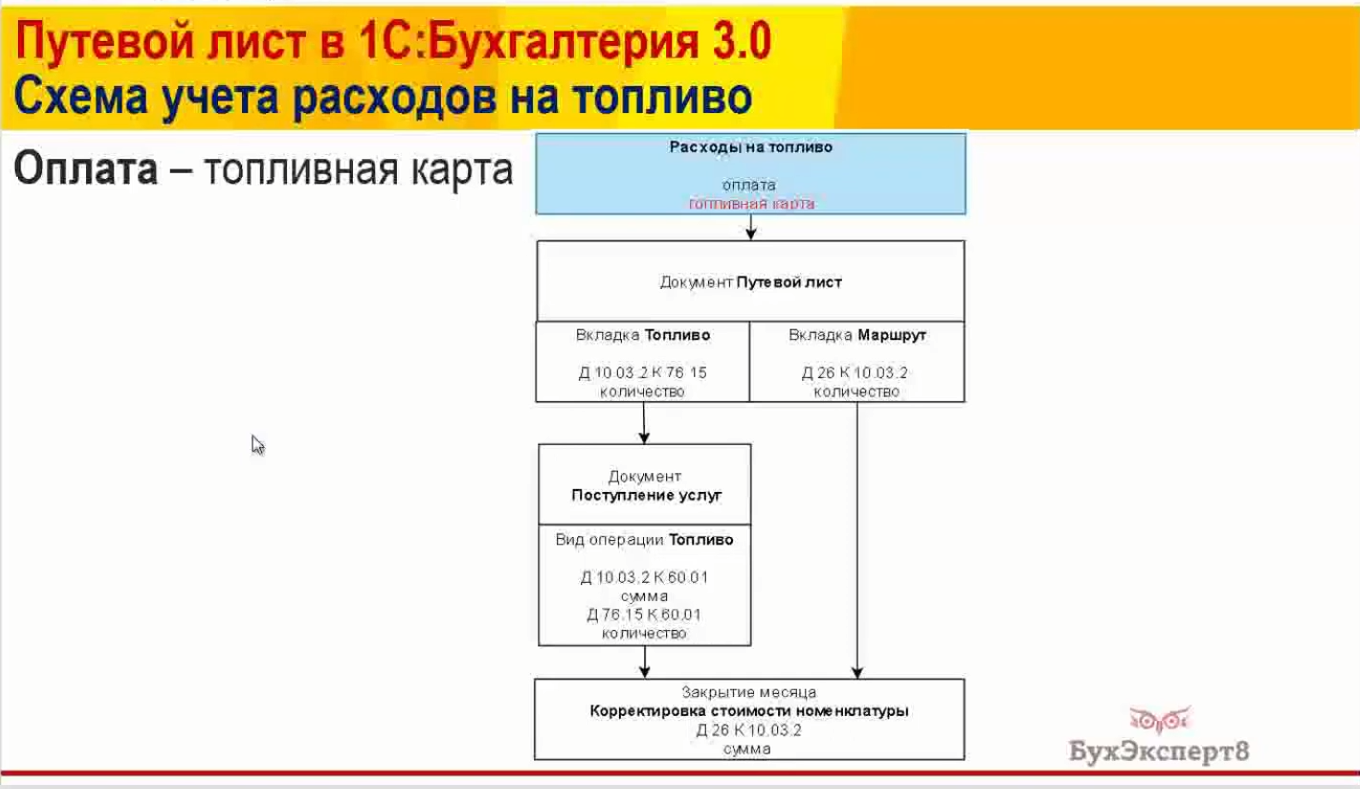 Путевой лист в 1С:Бухгалтерия 3.0
Схема учета расходов на топливо
Оплата – топливная карта
Расходы на топливо
оплата
топливная карта
Документ Путевой лист
Вкладка Топливо
Д 10.03.2 К 76 15
количество
Вкладка Маршрут
Д 26 К 10.03.2
количество
Документ
Поступление услуг
Вид операции Топливо
Д 10.03.2 К 60.01
сумма
Д 76.15 К 60.01
количество
Закрытие месяца
Корректировка стоимости номенклатуры
Д 26 К 10.03.2
сумма
БухЭксперт8